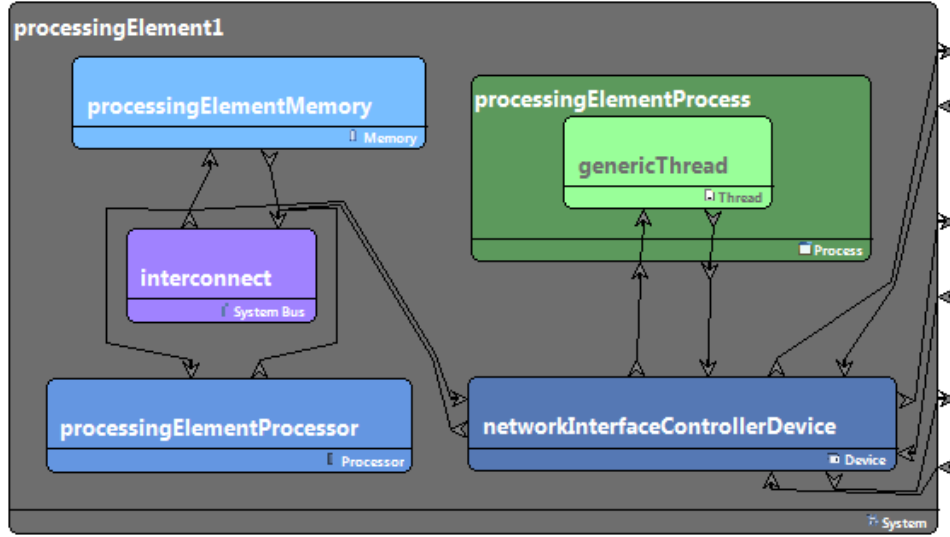 processingElement1
processingElementMemory
Memory
processingElementProcess
genericThread
Thread
Process
interconnect
System Bus
processingElementProcessor
Processor
networkInterfaceControllerDevice
Device
System